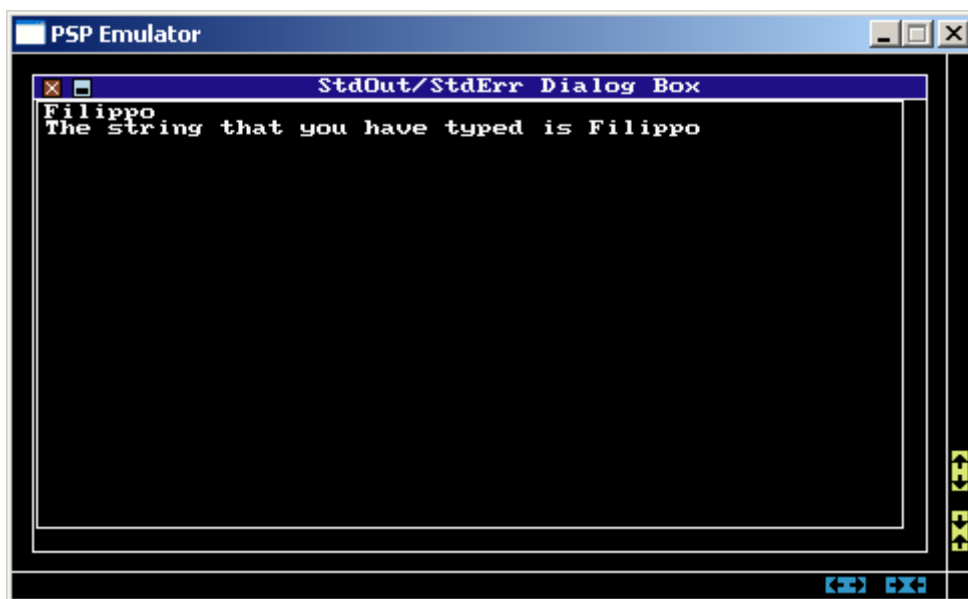 PSP Emulator
StdOut/StdErr Dialog Box
Filippo
The string that you have typed is Filippo